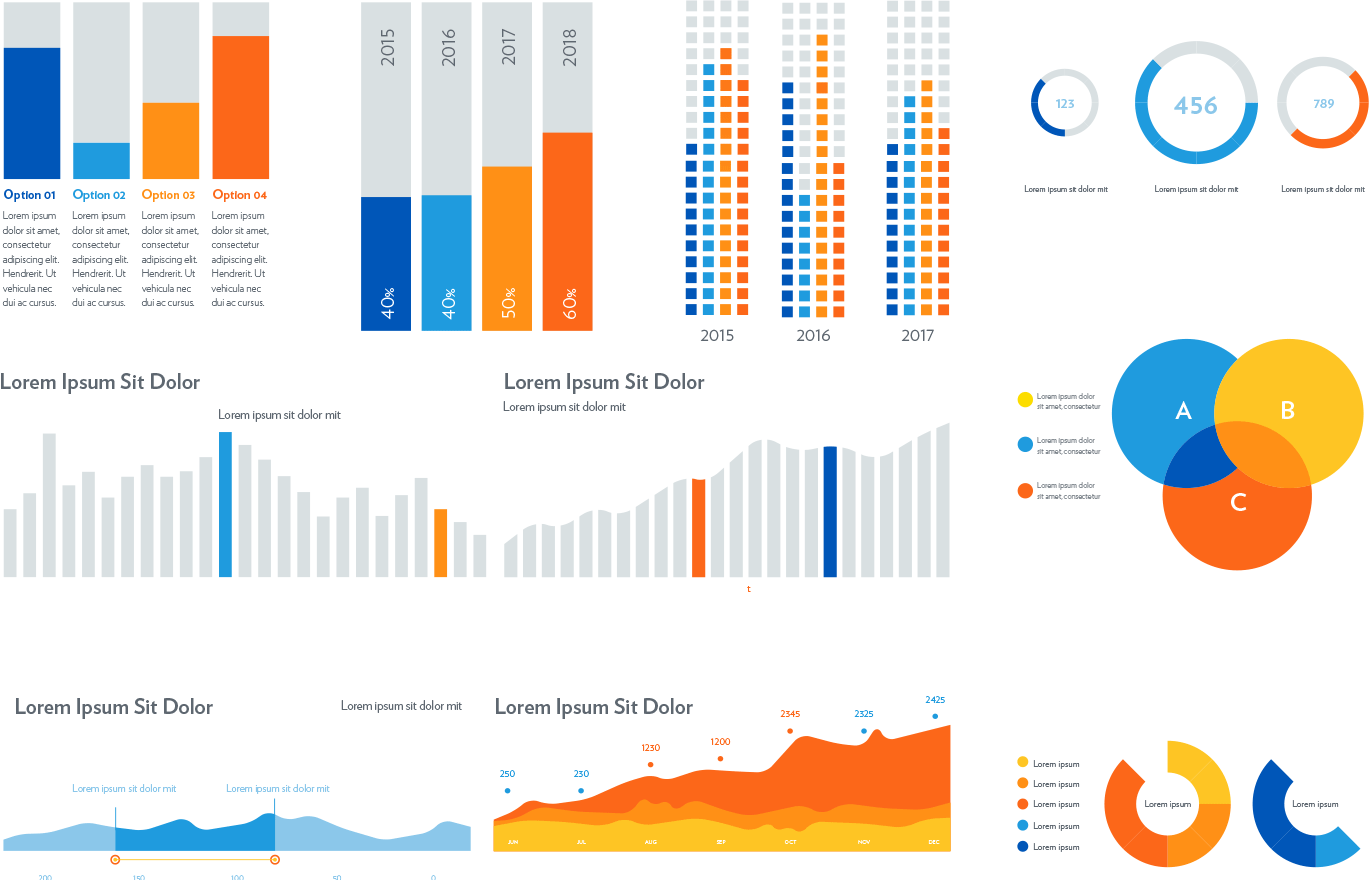 Option 01
Lorem ipsum
dolor sit amet,
consectetur
adipiscing elit.
Hendrerit. Ut
vehicula nec
dui ac cursus.
Option 02
Lorem ipsum
dolor sit amet,
consectetur
adipiscing elit.
Hendrerit. Ut
vehicula nec
dui ac cursus.
Option 03
Lorem ipsum
dolor sit amet,
consectetur
adipiscing elit.
Hendrerit. Ut
vehicula nec
dui ac cursus.
Option 04
Lorem ipsum
dolor sit amet,
consectetur
adipiscing elit.
Hendrerit. Ut
vehicula nec
dui ac cursus.
2015
2016
2017
2018
40%
40%
50%
60%
2015
2016
2017
123
456
789
Lorem ipsum sit dolor mit
Lorem ipsum sit dolor mit
Lorem ipsum sit dolor mit
Lorem Ipsum Sit Dolor
Lorem ipsum sit dolor mit
Lorem Ipsum Sit Dolor
Lorem ipsum sit dolor mit
t
Lorem ipsum dolor
sit amet, consectetur
Lorem ipsum dolor
sit amet, consectetur
Lorem ipsum dolor
sit amet, consectetur
A
B
C
Lorem Ipsum Sit Dolor
Lorem ipsum sit dolor mit
Lorem ipsum sit dolor mit
Lorem ipsum sit dolor mit
200
150
100
50
0
Lorem Ipsum Sit Dolor
250
230
1230
1200
2345
2325
2425
JUN
JUL
AUG
SEP
OCT
NOV
DEC
Lorem ipsum
Lorem ipsum
Lorem ipsum
Lorem ipsum
Lorem ipsum
Lorem ipsum
Lorem ipsum